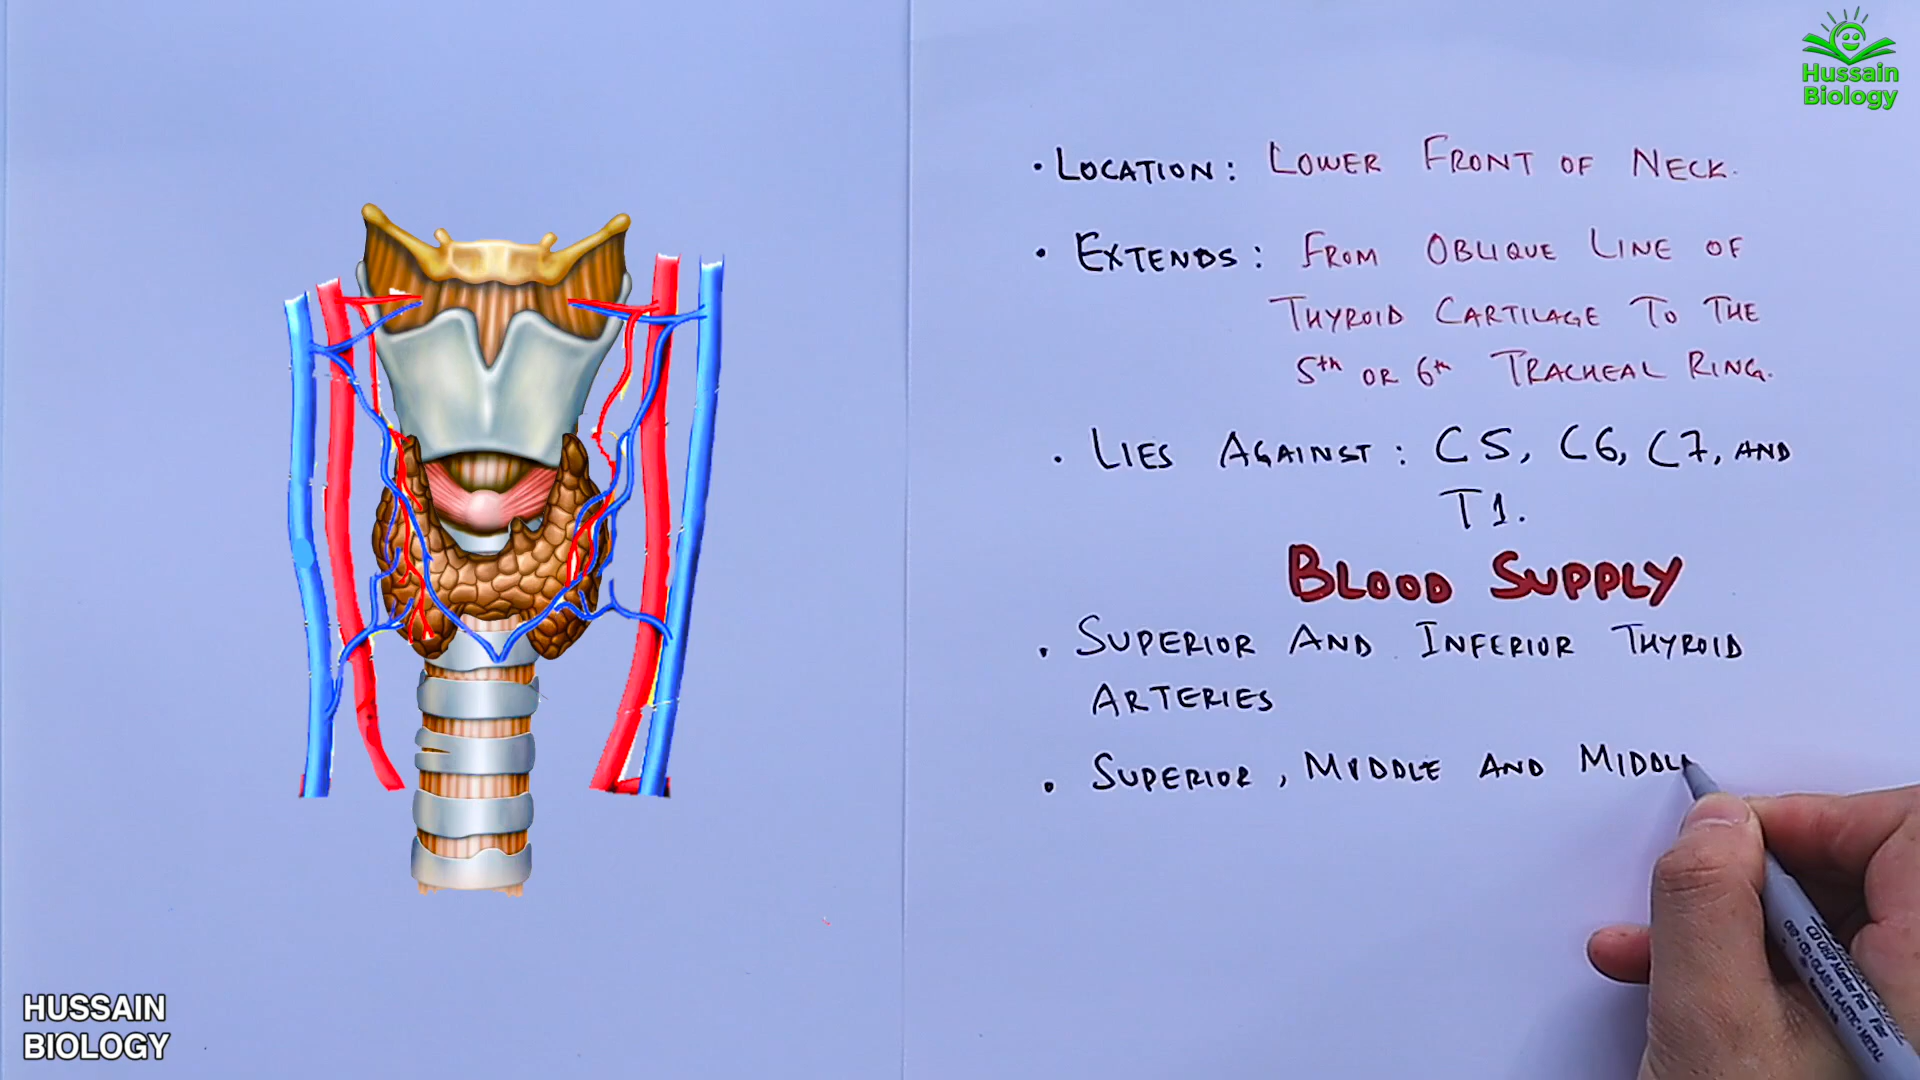 Hussain
Biology
• LOCATION: LOWER FRONT OF NECK.
• EXTENDS: FROM OBLIQUE LINE OF
THYROID CARTILAGE TO THE
5th OR 6th TRACHEAL RING.
• LIES AGAINST: C5, C6, C7, AND
T1.
BLOOD SUPPLY
• SUPERIOR AND INFERIOR THYROID
ARTERIES
• SUPERIOR, MIDDLE AND MIDDL
HUSSAIN
BIOLOGY